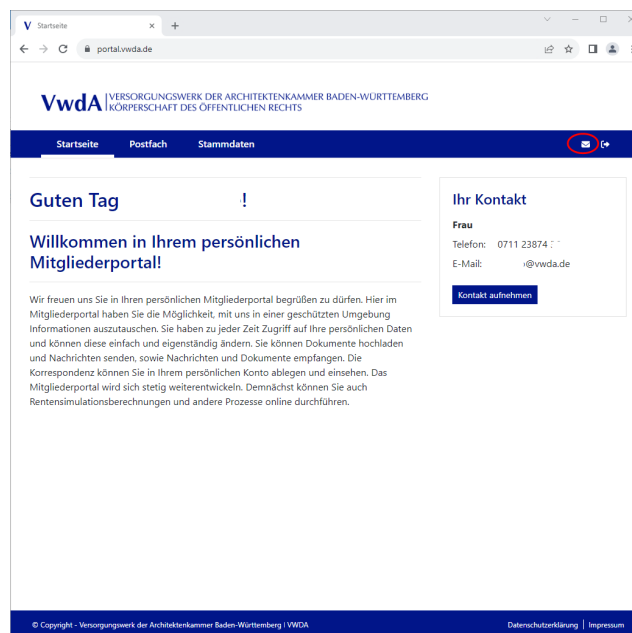 Startseite
portal.vwda.de
VwdA VERSORGUNGSWERK DER ARCHITEKTENKAMMER BADEN-WÜRTTEMBERG
KÖRPERSCHAFT DES ÖFFENTLICHEN RECHTS
Startseite Postfach Stammdaten
Guten Tag !
Willkommen in Ihrem persönlichen
Mitgliederportal!
Wir freuen uns Sie in Ihren persönlichen Mitgliederportal begrüßen zu dürfen. Hier im
Mitgliederportal haben Sie die Möglichkeit, mit uns in einer geschützten Umgebung
Informationen auszutauschen. Sie haben zu jeder Zeit Zugriff auf Ihre persönlichen Daten
und können diese einfach und eigenständig ändern. Sie können Dokumente hochladen
und Nachrichten senden, sowie Nachrichten und Dokumente empfangen. Die
Korrespondenz können Sie in Ihrem persönlichen Konto ablegen und einsehen. Das
Mitgliederportal wird sich stetig weiterentwickeln. Demnächst können Sie auch
Rentensimulationsberechnungen und andere Prozesse online durchführen.
Ihr Kontakt
Frau
Telefon: 0711 23874
E-Mail: @vwda.de
Kontakt aufnehmen
© Copyright - Versorgungswerk der Architektenkammer Baden-Württemberg I VWDA
Datenschutzerklärung | Impressum